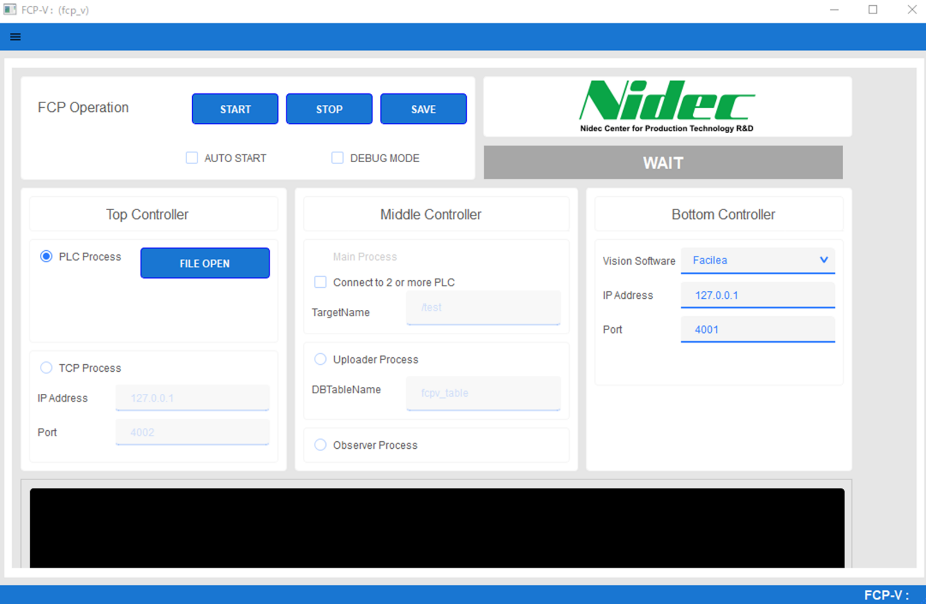 FCP-V : (fcp_v)
FCP Operation
START STOP SAVE
AUTO START DEBUG MODE
Nidec
Nidec Center for Production Technology R&D
WAIT
Top Controller
PLC Process
FILE OPEN
TCP Process
IP Address 127.0.0.1
Port 4002
Middle Controller
Main Process
Connect to 2 or more PLC
TargetName /test
Uploader Process
DBTableName fcpv_table
Observer Process
Bottom Controller
Vision Software Facilea
IP Address 127.0.0.1
Port 4001
FCP-V :